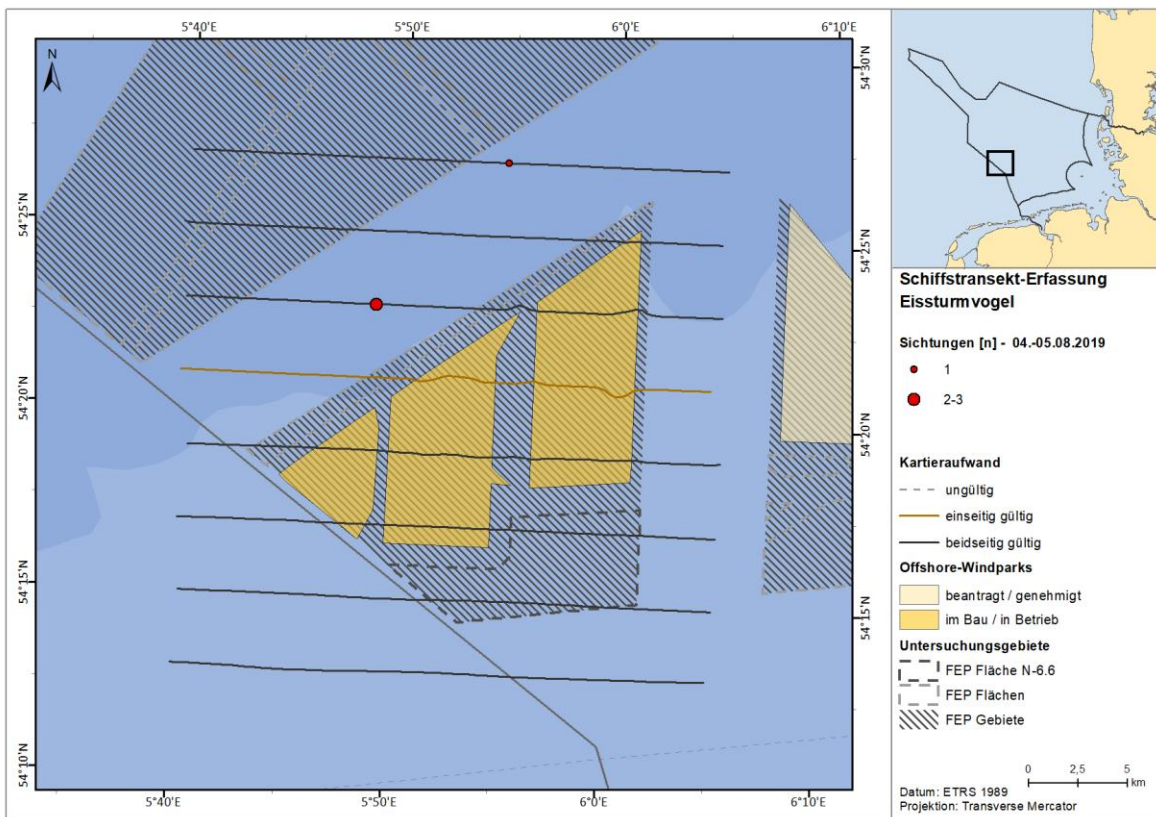 5°40'E
5°50'E
6°0'E
6°10'E
N
54°30'N
54°25'N
54°25'N
54°20'N
54°20'N
54°15'N
54°15'N
54°10'N
5°40'E
5°50'E
6°0'E
6°10'E
Schiffstransekt-Erfassung
Eissturmvogel
Sichtungen [n] - 04.-05.08.2019
1
2-3
Kartieraufwand
ungültig
einseitig gültig
beidseitig gültig
Offshore-Windparks
beantragt / genehmigt
im Bau / in Betrieb
Untersuchungsgebiete
FEP Fläche N-6.6
FEP Flächen
FEP Gebiete
0 2,5 5
km
Datum: ETRS 1989
Projektion: Transverse Mercator